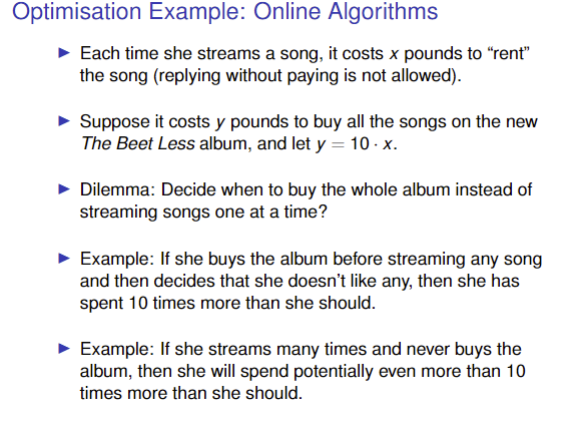 Optimisation Example: Online Algorithms
► Each time she streams a song, it costs x pounds to “rent”
the song (replying without paying is not allowed).
► Suppose it costs y pounds to buy all the songs on the new
The Beet Less album, and let y = 10 · x.
► Dilemma: Decide when to buy the whole album instead of
streaming songs one at a time?
► Example: If she buys the album before streaming any song
and then decides that she doesn’t like any, then she has
spent 10 times more than she should.
► Example: If she streams many times and never buys the
album, then she will spend potentially even more than 10
times more than she should.